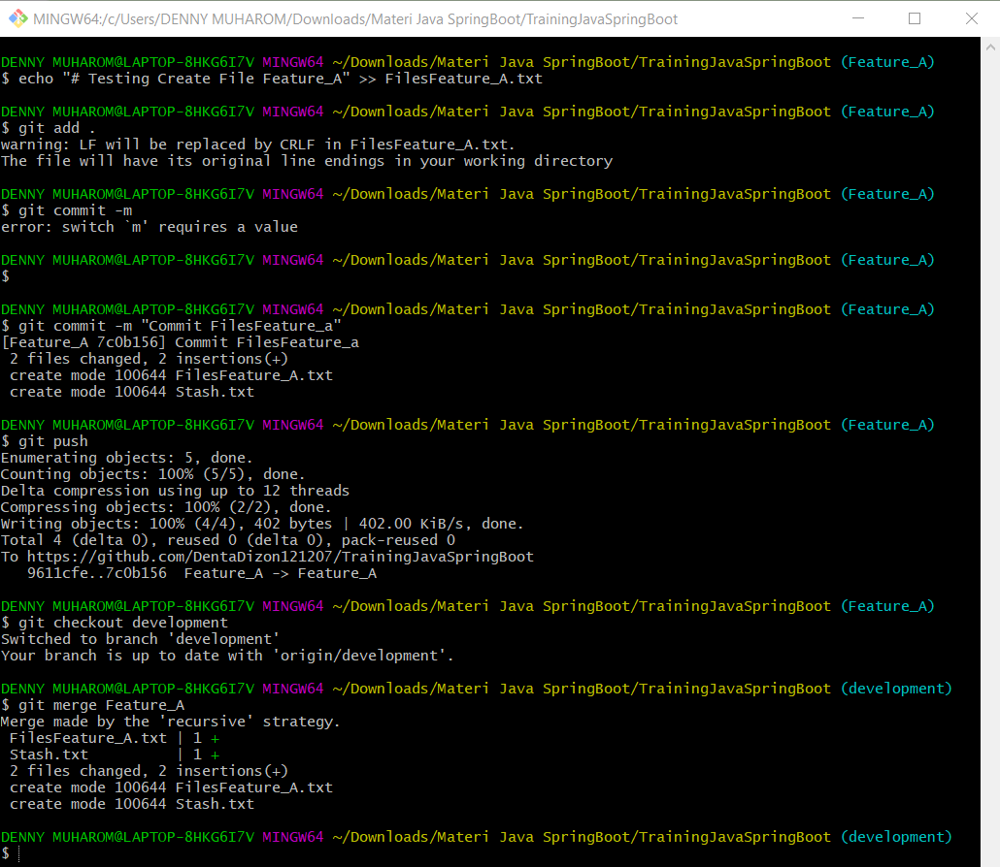 MINGW64:/c/Users/DENNY MUHAROM/Downloads/Materi Java SpringBoot/TrainingJavaSpringBoot
DENNY MUHAROM@LAPTOP-8HKG6I7V MINGW64 ~/Downloads/Materi Java SpringBoot/TrainingJavaSpringBoot (Feature_A)
$ echo "# Testing Create File Feature_A" >> FilesFeature_A.txt
DENNY MUHAROM@LAPTOP-8HKG6I7V MINGW64 ~/Downloads/Materi Java SpringBoot/TrainingJavaSpringBoot (Feature_A)
$ git add .
warning: LF will be replaced by CRLF in FilesFeature_A.txt.
The file will have its original line endings in your working directory
DENNY MUHAROM@LAPTOP-8HKG6I7V MINGW64 ~/Downloads/Materi Java SpringBoot/TrainingJavaSpringBoot (Feature_A)
$ git commit -m
error: switch `m' requires a value
DENNY MUHAROM@LAPTOP-8HKG6I7V MINGW64 ~/Downloads/Materi Java SpringBoot/TrainingJavaSpringBoot (Feature_A)
$
DENNY MUHAROM@LAPTOP-8HKG6I7V MINGW64 ~/Downloads/Materi Java SpringBoot/TrainingJavaSpringBoot (Feature_A)
$ git commit -m "Commit FilesFeature_a"
[Feature_A 7c0b156] Commit FilesFeature_a
 2 files changed, 2 insertions(+)
 create mode 100644 FilesFeature_A.txt
 create mode 100644 Stash.txt
DENNY MUHAROM@LAPTOP-8HKG6I7V MINGW64 ~/Downloads/Materi Java SpringBoot/TrainingJavaSpringBoot (Feature_A)
$ git push
Enumerating objects: 5, done.
Counting objects: 100% (5/5), done.
Delta compression using up to 12 threads
Compressing objects: 100% (2/2), done.
Writing objects: 100% (4/4), 402 bytes | 402.00 KiB/s, done.
Total 4 (delta 0), reused 0 (delta 0), pack-reused 0
To https://github.com/DentaDizon121207/TrainingJavaSpringBoot
   9611cfe..7c0b156  Feature_A -> Feature_A
DENNY MUHAROM@LAPTOP-8HKG6I7V MINGW64 ~/Downloads/Materi Java SpringBoot/TrainingJavaSpringBoot (Feature_A)
$ git checkout development
Switched to branch 'development'
Your branch is up to date with 'origin/development'.
DENNY MUHAROM@LAPTOP-8HKG6I7V MINGW64 ~/Downloads/Materi Java SpringBoot/TrainingJavaSpringBoot (development)
$ git merge Feature_A
Merge made by the 'recursive' strategy.
 FilesFeature_A.txt | 1 +
 Stash.txt          | 1 +
 2 files changed, 2 insertions(+)
 create mode 100644 FilesFeature_A.txt
 create mode 100644 Stash.txt
DENNY MUHAROM@LAPTOP-8HKG6I7V MINGW64 ~/Downloads/Materi Java SpringBoot/TrainingJavaSpringBoot (development)
$